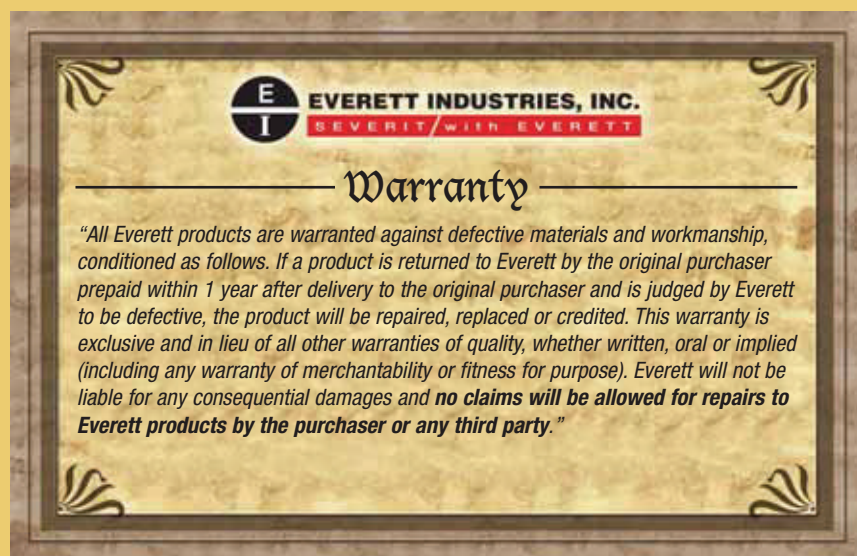 E
I
EVERETT INDUSTRIES, INC.
SEVERIT/with EVERETT
Warranty
“All Everett products are warranted against defective materials and workmanship,
conditioned as follows. If a product is returned to Everett by the original purchaser
prepaid within 1 year after delivery to the original purchaser and is judged by Everett
to be defective, the product will be repaired, replaced or credited. This warranty is
exclusive and in lieu of all other warranties of quality, whether written, oral or implied
(including any warranty of merchantability or fitness for purpose). Everett will not be
liable for any consequential damages and no claims will be allowed for repairs to
Everett products by the purchaser or any third party.”